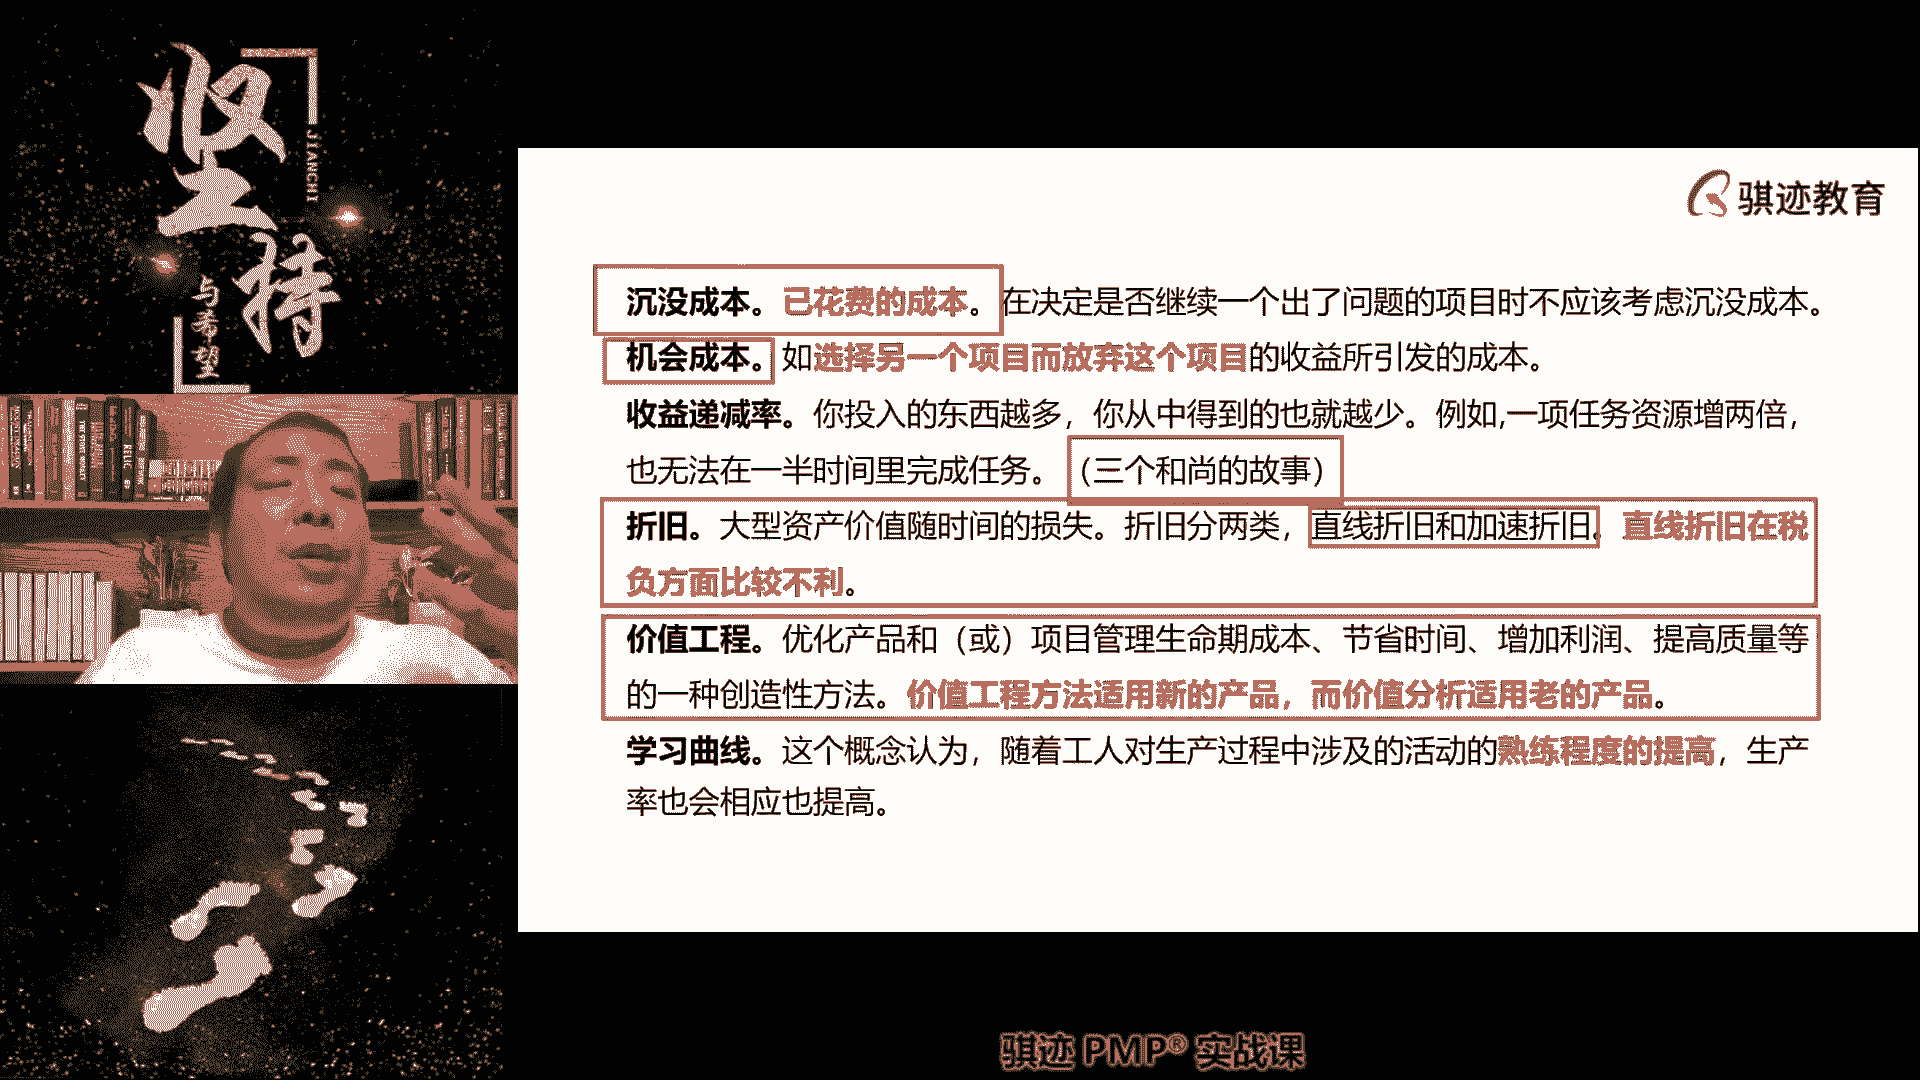 坚持
JIANCHI
与希望
RELIC
骐迹教育
沉没成本。已花费的成本。在决定是否继续一个出了问题的项目时不应该考虑沉没成本。
机会成本。如选择另一个项目而放弃这个项目的收益所引发的成本。
收益递减率。你投入的东西越多，你从中得到的也就越少。例如,一项任务资源增两倍，
也无法在一半时间里完成任务。（三个和尚的故事）
折旧。大型资产价值随时间的损失。折旧分两类，直线折旧和加速折旧。直线折旧在税
负方面比较不利。
价值工程。优化产品和（或）项目管理生命期成本、节省时间、增加利润、提高质量等
的一种创造性方法。价值工程方法适用新的产品，而价值分析适用老的产品。
学习曲线。这个概念认为，随着工人对生产过程中涉及的活动的熟练程度的提高，生产
率也会相应也提高。
骐迹 PMP® 实战课